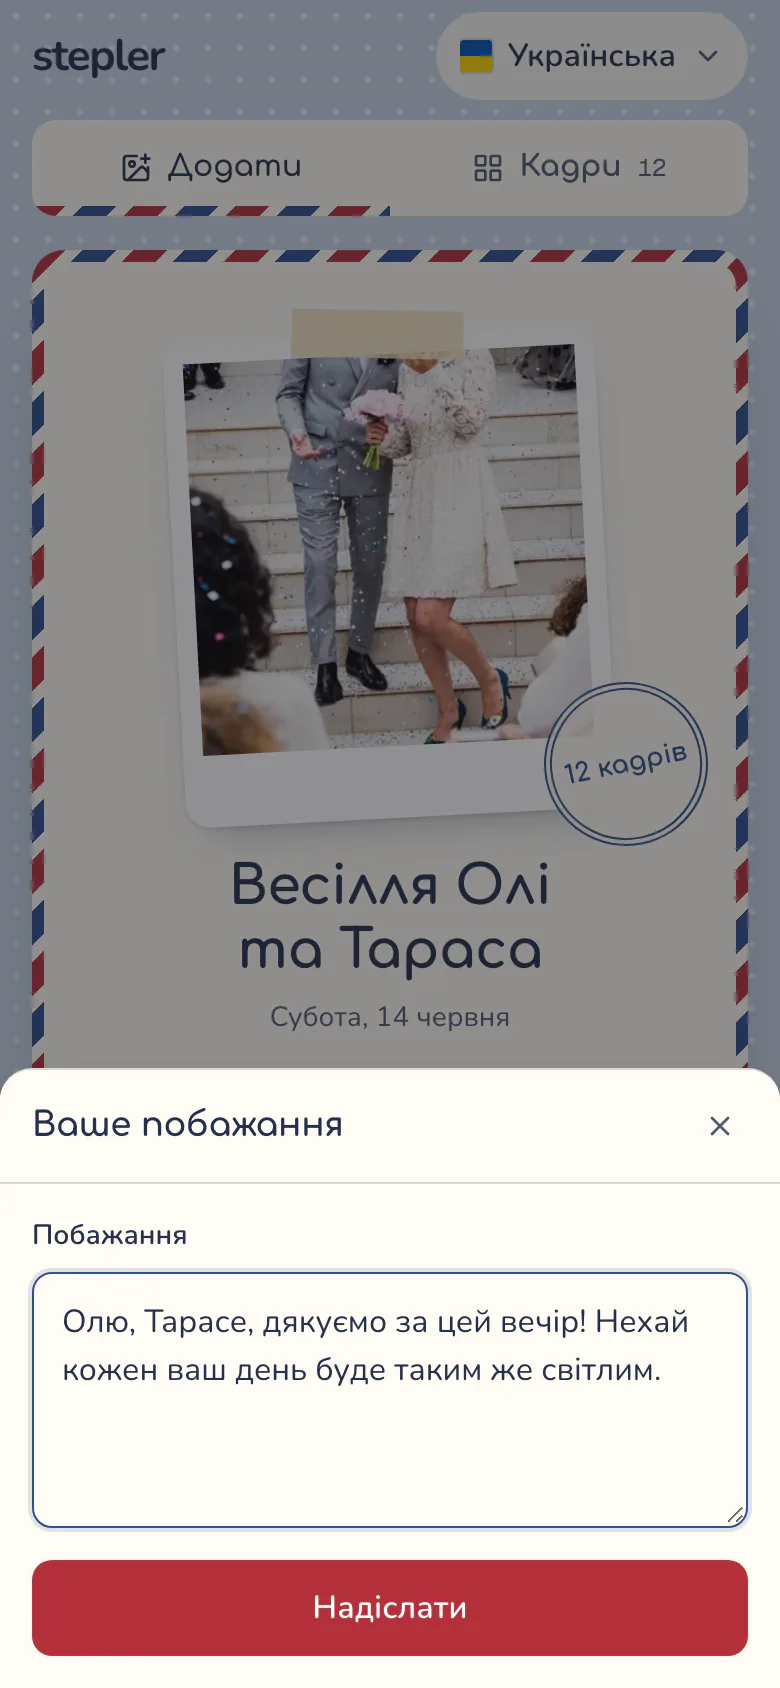 stepler
Українська
Додати
Кадри 12
12 кадрів
Весілля Олі
та Тараса
Субота, 14 червня
Ваше побажання
Побажання
Олю, Тарасе, дякуємо за цей вечір! Нехай
кожен ваш день буде таким же світлим.
Надіслати